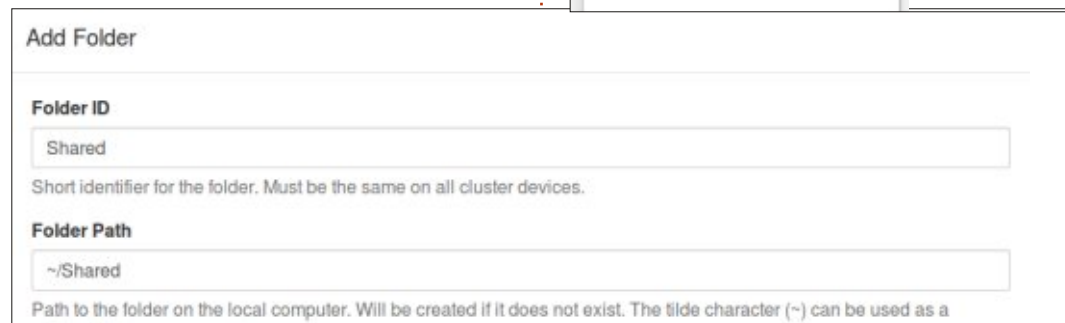 Add Folder
Folder ID
Shared
Short identifier for the folder. Must be the same on all cluster devices.
Folder Path
~/Shared
Path to the folder on the local computer. Will be created if it does not exist. The tilde character (~) can be used as a